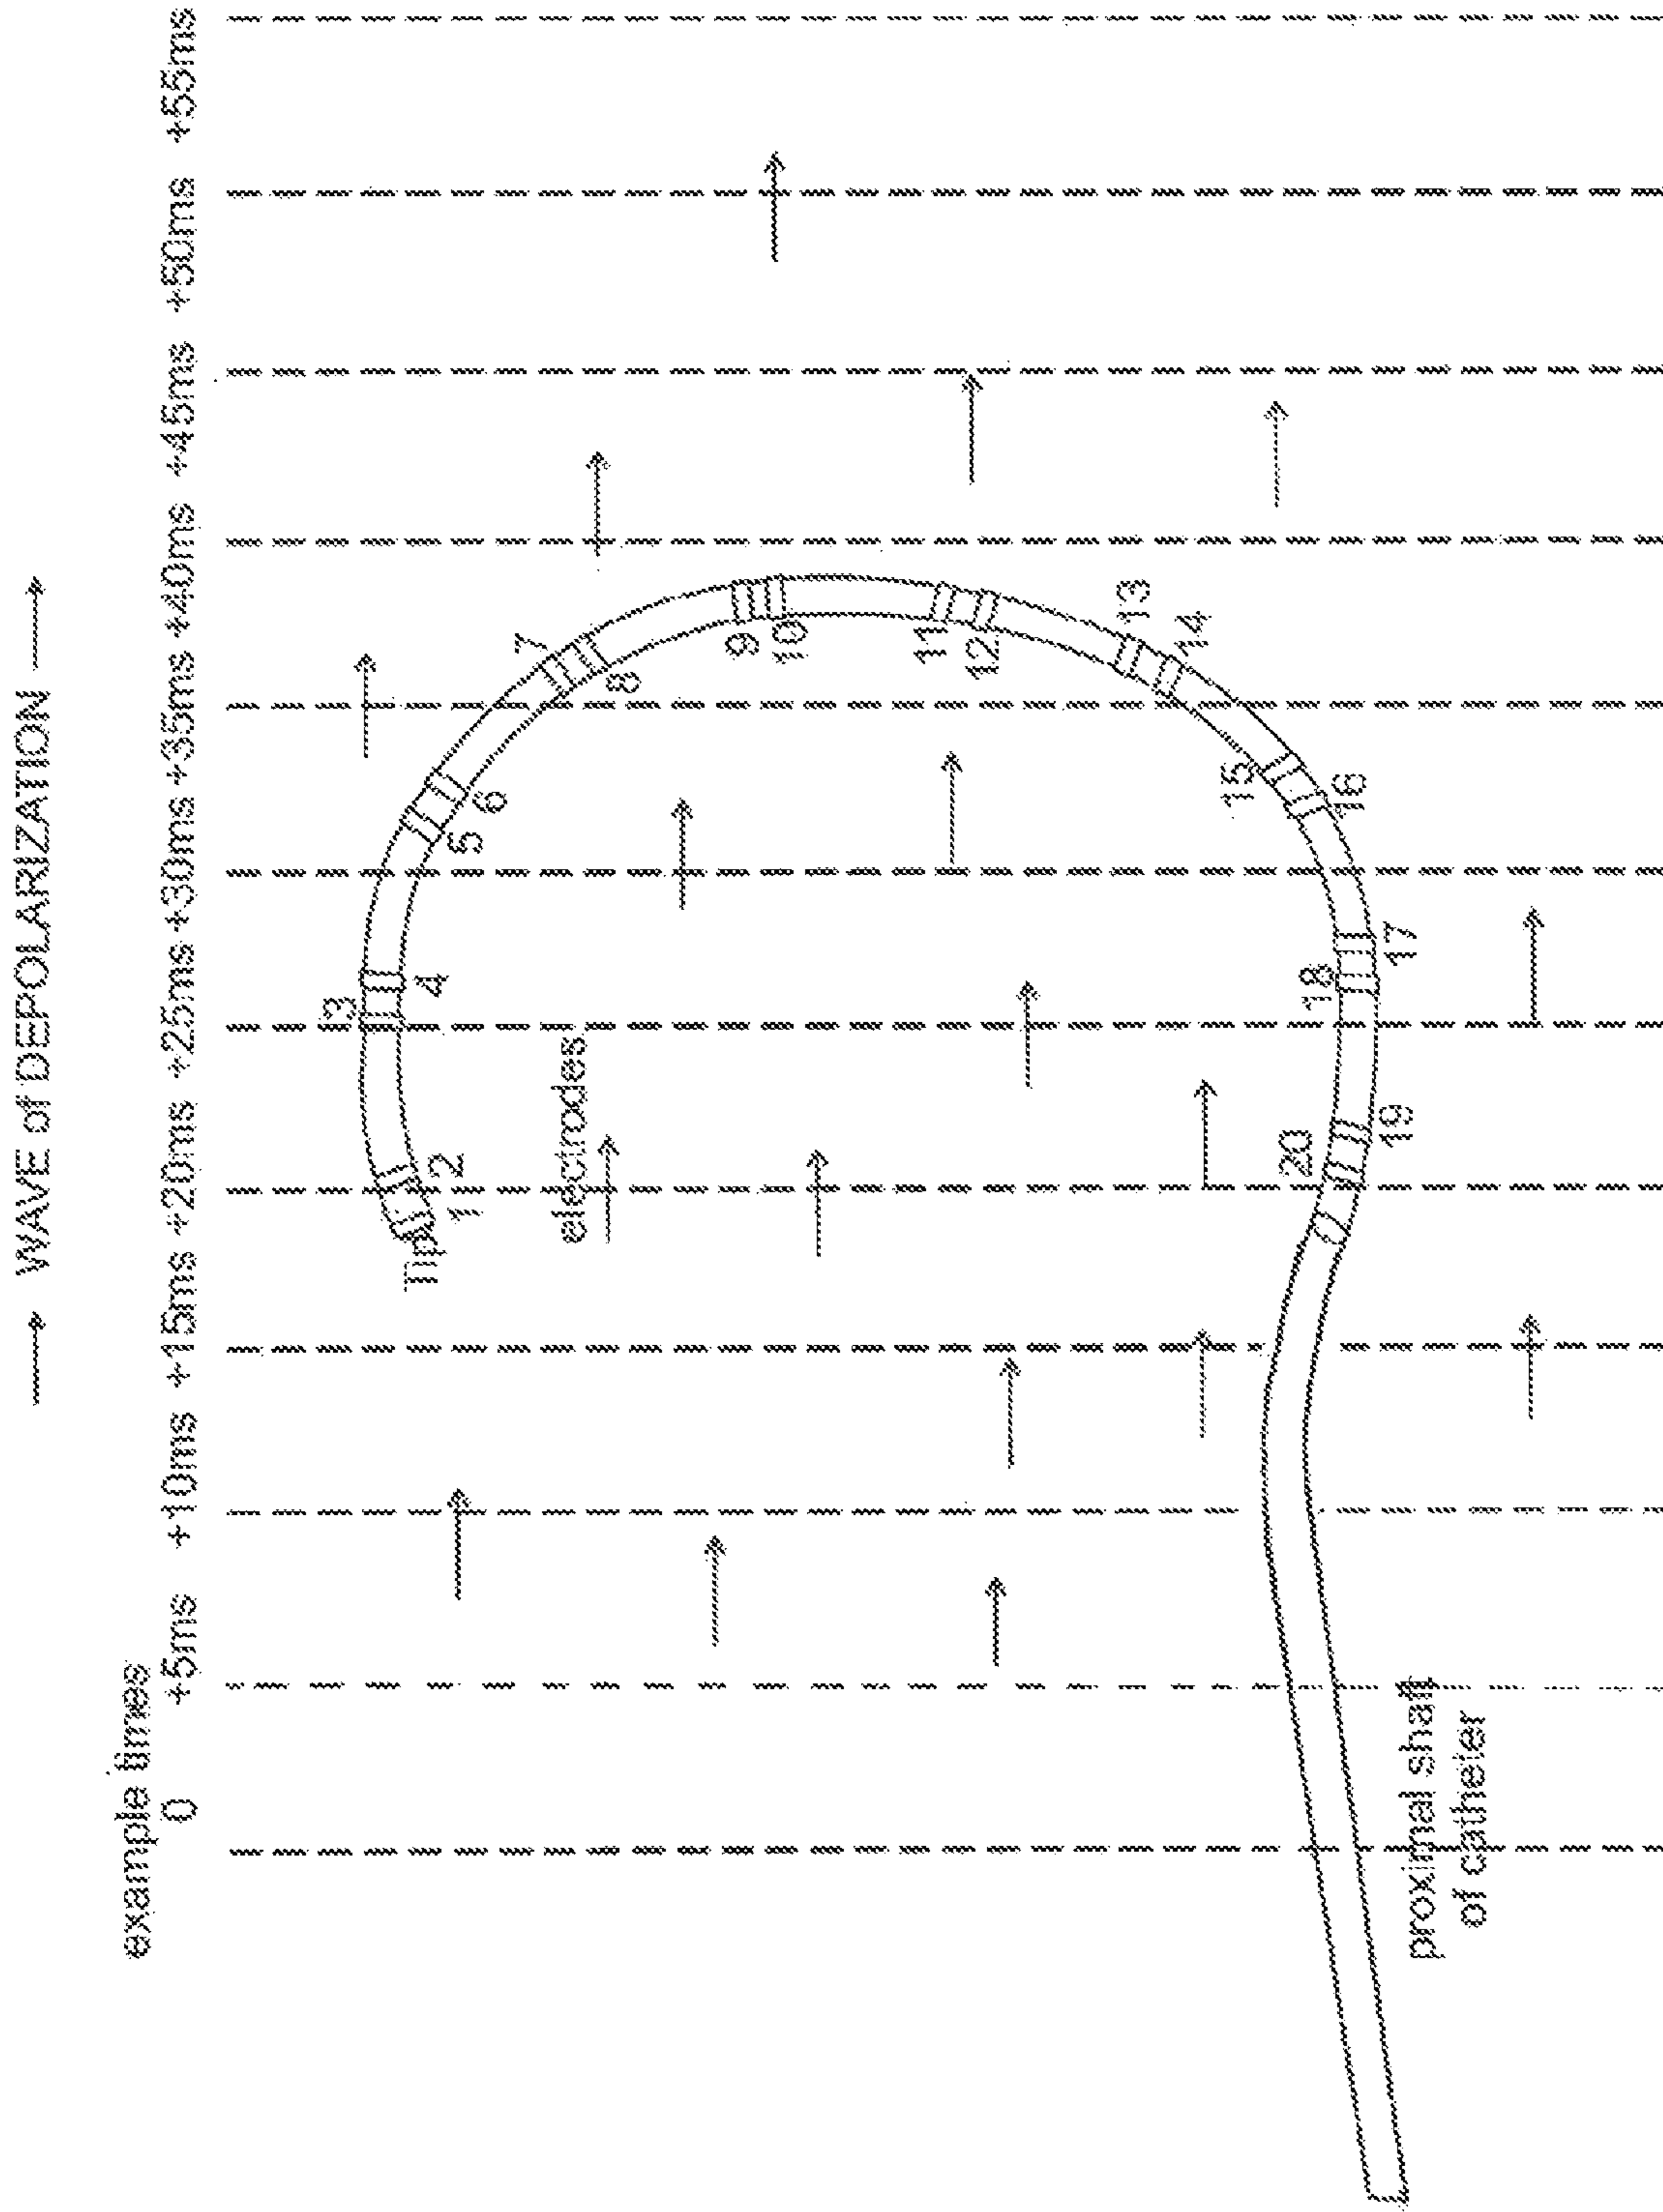 WAVE of DEPOLARIZATION
example times
0 +5ms +10ms +15ms +20ms +25ms +30ms +35ms +40ms +45ms +50ms +55ms
3
4
5
6
7
8
9
10
11
12
13
14
15
16
17
18
19
20
1 2
Tip
electrodes
proximal shaft
of catheter